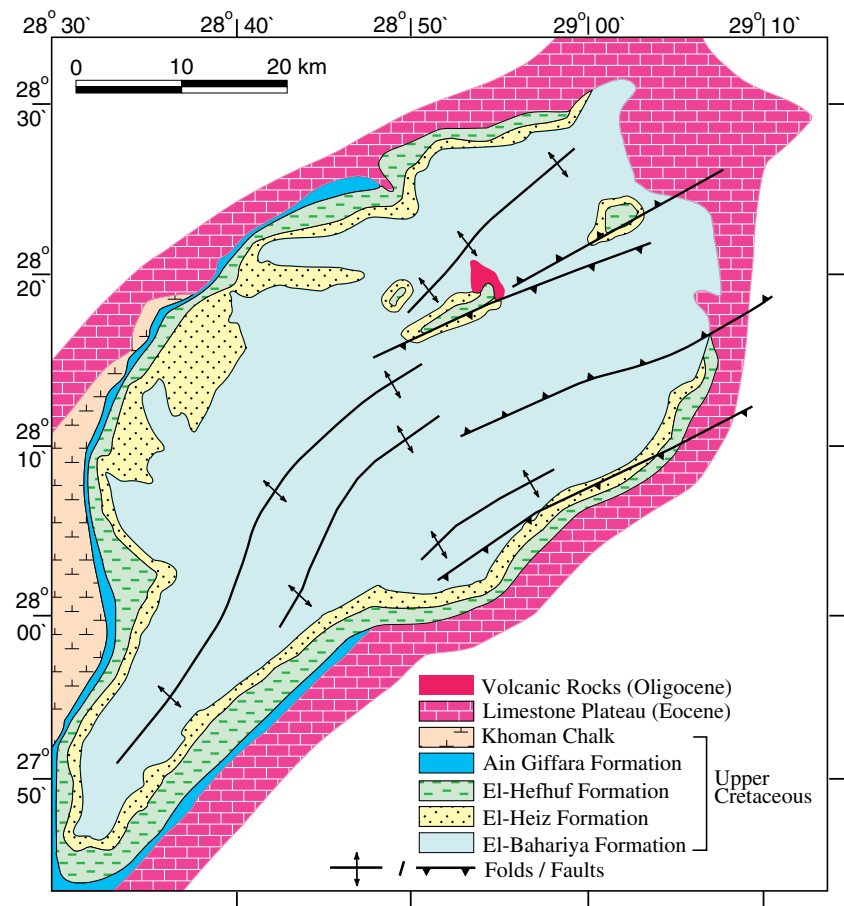 28° 30` 28° 40` 28° 50` 29° 00` 29° 10`
0 10 20 km
28° 30`
28° 20`
28° 10`
28° 00`
27° 50`
Volcanic Rocks (Oligocene)
Limestone Plateau (Eocene)
Khoman Chalk
Ain Giffara Formation
El-Hefhuf Formation
El-Heiz Formation
El-Bahariya Formation
Upper
Cretaceous
/ Folds / Faults